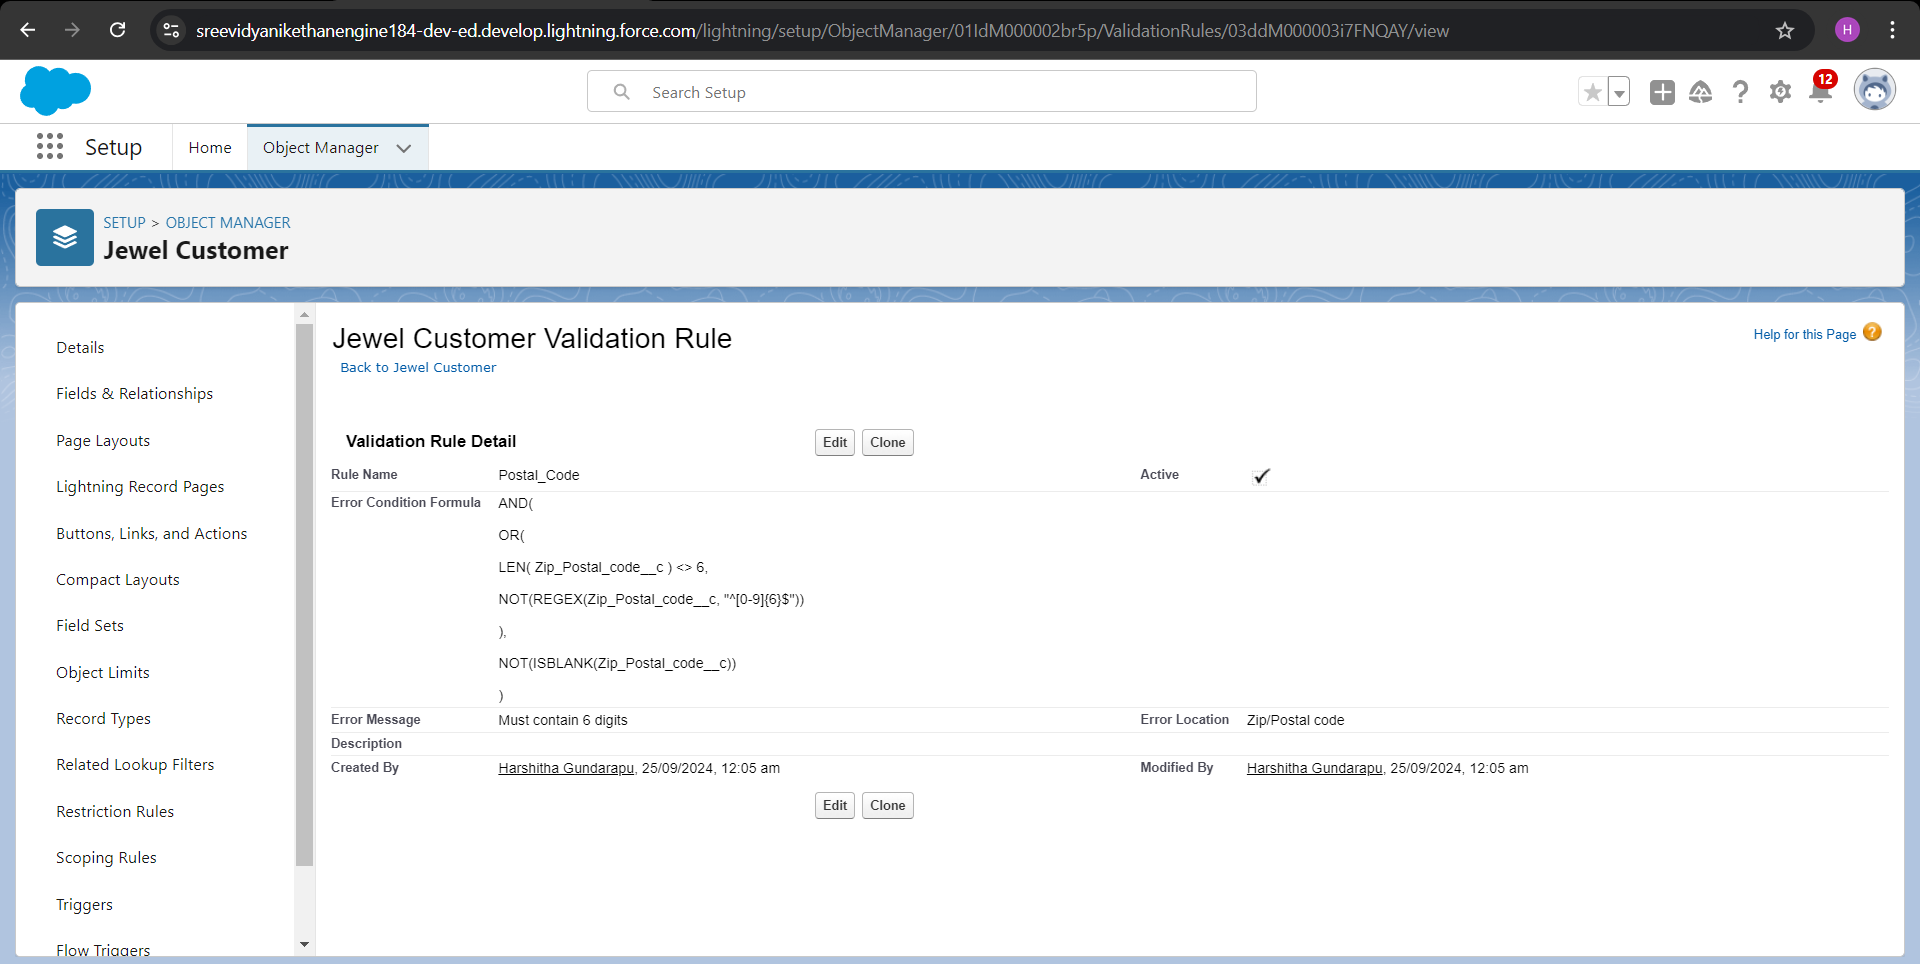 sreevidyanikethanengine184-dev-ed.develop.lightning.force.com/lightning/setup/ObjectManager/01IdM000002br5p/ValidationRules/03ddM000003i7FNQAY/view
H
Search Setup
12
Setup
Home
Object Manager
SETUP > OBJECT MANAGER
Jewel Customer
Details
Fields & Relationships
Page Layouts
Lightning Record Pages
Buttons, Links, and Actions
Compact Layouts
Field Sets
Object Limits
Record Types
Related Lookup Filters
Restriction Rules
Scoping Rules
Triggers
Flow Triggers
Jewel Customer Validation Rule
Help for this Page ?
Back to Jewel Customer
Validation Rule Detail
Edit Clone
Rule Name Postal_Code Active
Error Condition Formula AND(
OR(
LEN( Zip_Postal_code__c ) <> 6,
NOT(REGEX(Zip_Postal_code__c, "^[0-9]{6}$"))
),
NOT(ISBLANK(Zip_Postal_code__c))
)
Error Message Must contain 6 digits Error Location Zip/Postal code
Description
Created By Harshitha Gundarapu, 25/09/2024, 12:05 am Modified By Harshitha Gundarapu, 25/09/2024, 12:05 am
Edit Clone